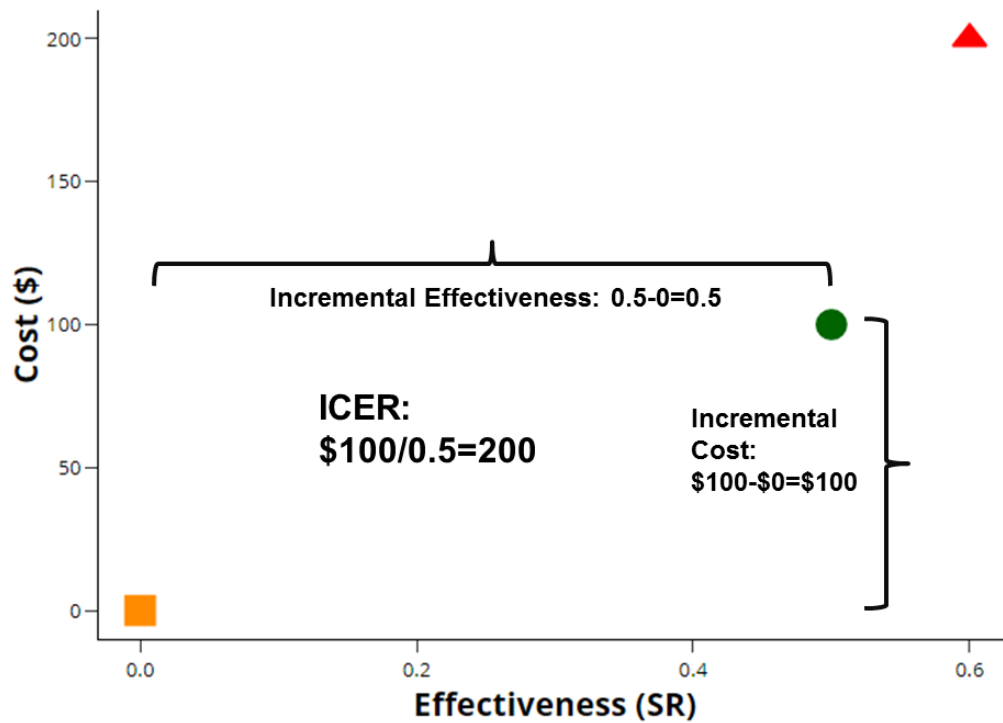 200
150
Incremental Effectiveness: 0.5-0=0.5
100
Cost ($)
ICER:
$100/0.5=200
Incremental
Cost:
$100-$0=$100
50
0
0.0
0.2
0.4
0.6
Effectiveness (SR)